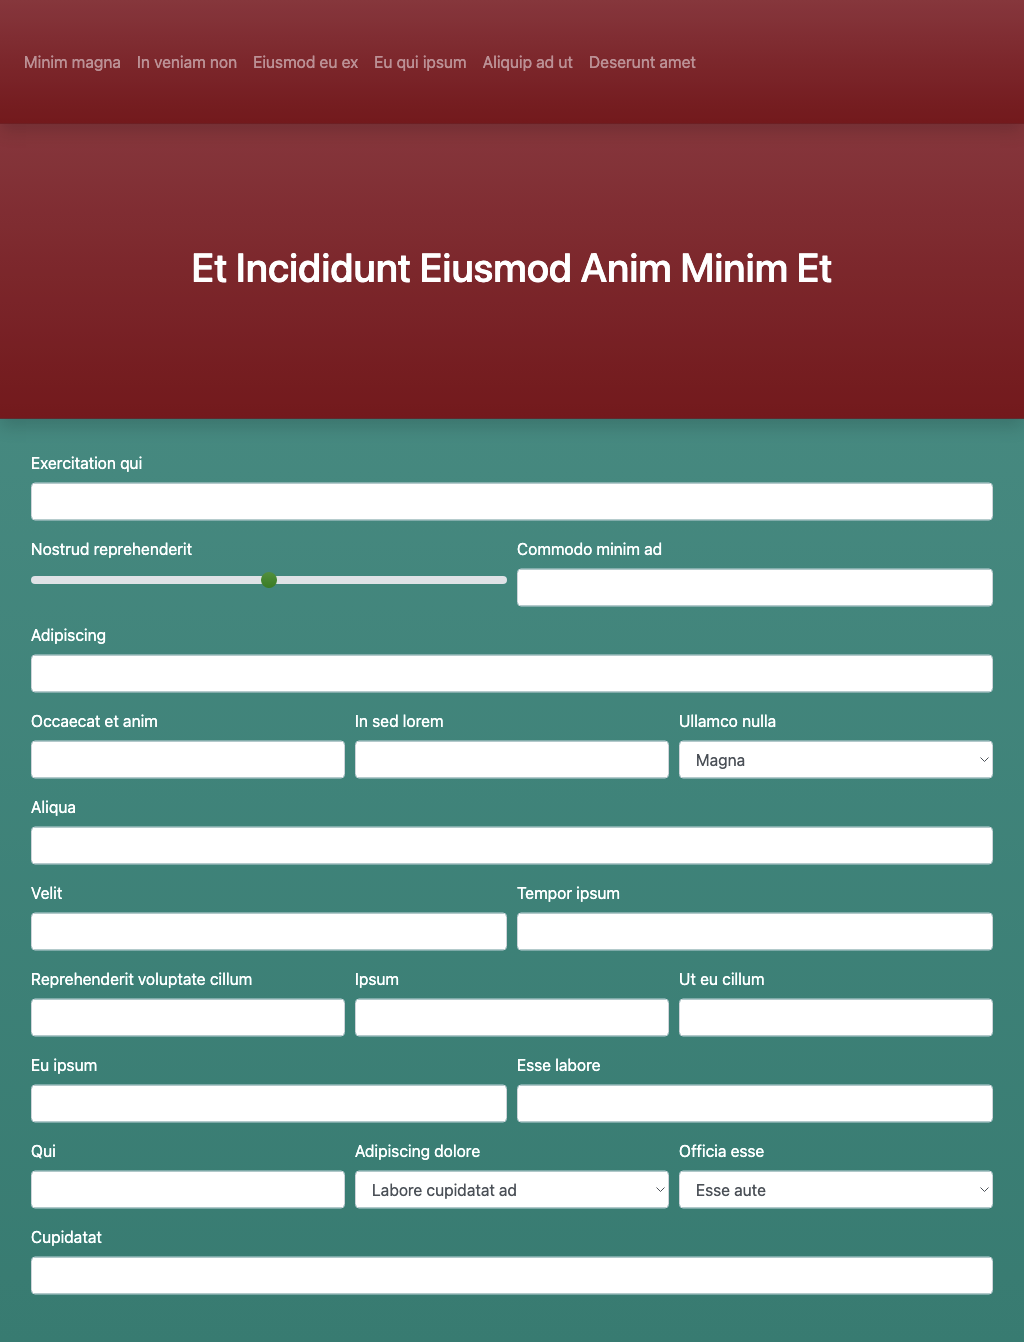 Minim magna In veniam non Eiusmod eu ex Eu qui ipsum Aliquip ad ut Deserunt amet
Et Incididunt Eiusmod Anim Minim Et
Exercitation qui
Nostrud reprehenderit Commodo minim ad
Adipiscing
Occaecat et anim In sed lorem Ullamco nulla
Magna
Aliqua
Velit Tempor ipsum
Reprehenderit voluptate cillum Ipsum Ut eu cillum
Eu ipsum Esse labore
Qui Adipiscing dolore Officia esse
Labore cupidatat ad Esse aute
Cupidatat